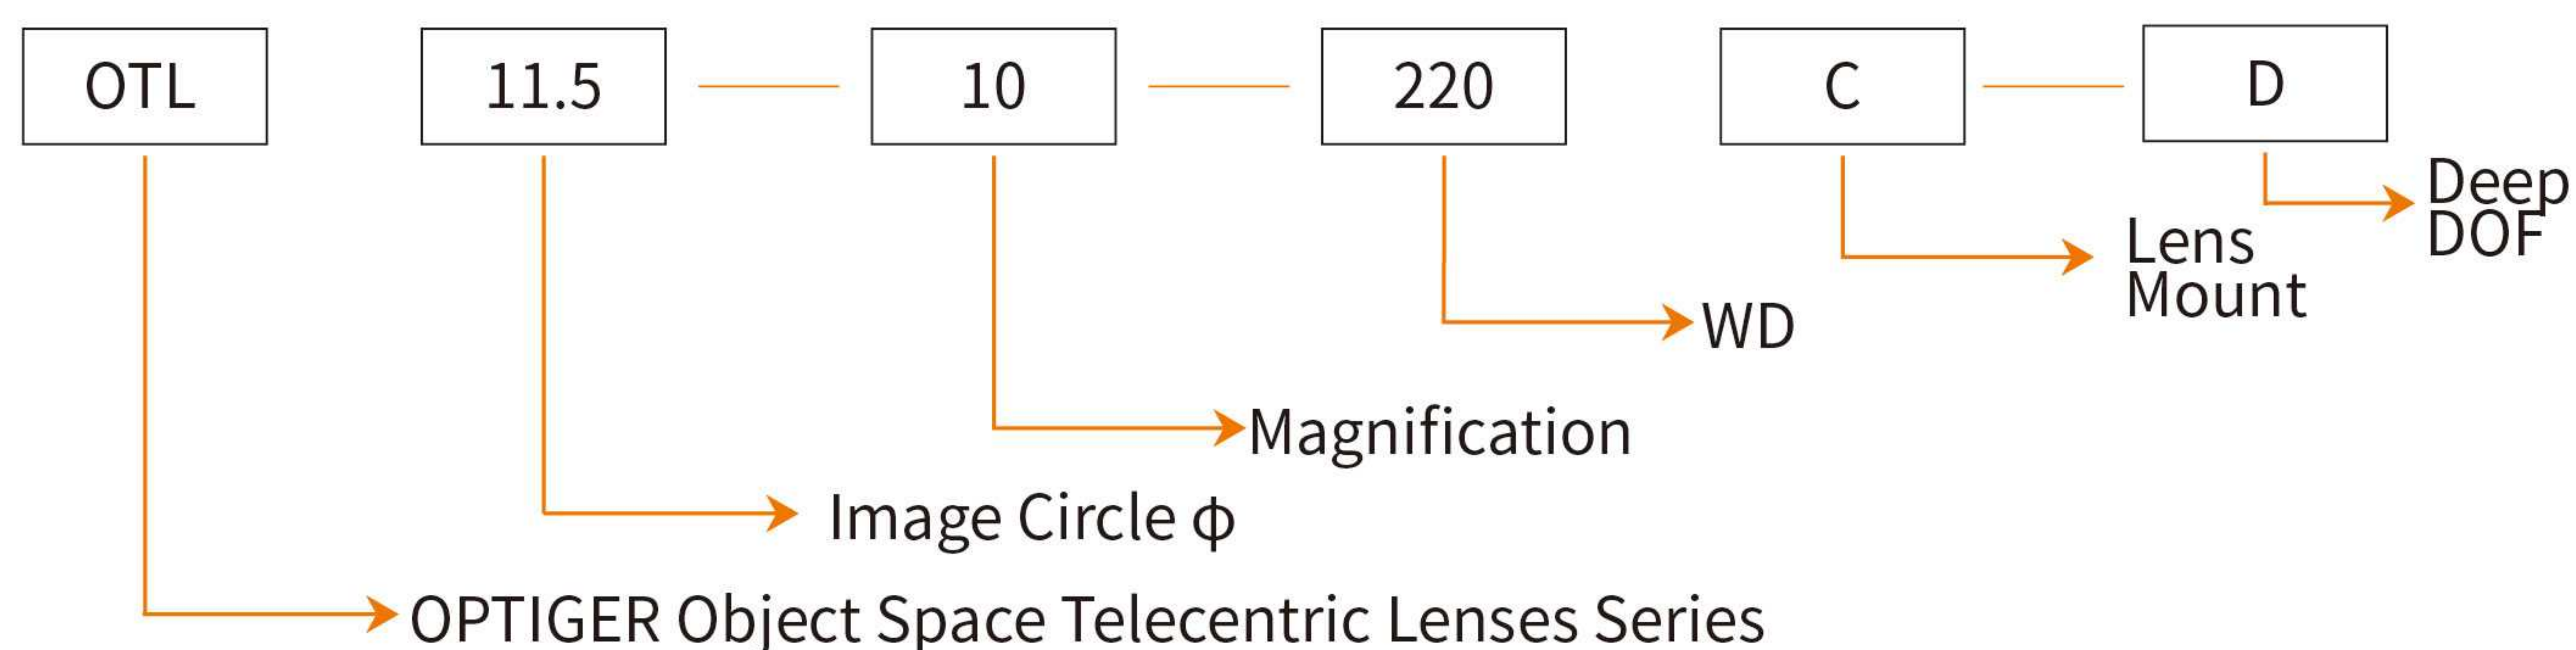 OTL 11.5 10 220 C D
Deep
DOF
Lens
Mount
WD
Magnification
Image Circle ϕ
OPTIGER Object Space Telecentric Lenses Series